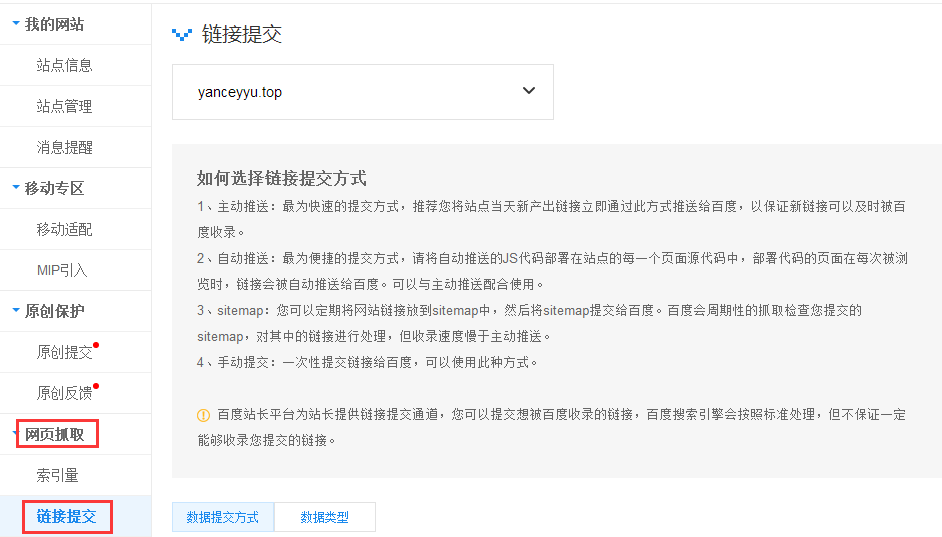 我的网站
站点信息
站点管理
消息提醒
移动专区
移动适配
MIP引入
原创保护
原创提交
原创反馈
网页抓取
索引量
链接提交
链接提交
yanceyyu.top
如何选择链接提交方式
1、主动推送：最为快速的提交方式，推荐您将站点当天新产出链接立即通过此方式推送给百度，以保证新链接可以及时被百
度收录。
2、自动推送：最为便捷的提交方式，请将自动推送的JS代码部署在站点的每一个页面源代码中，部署代码的页面在每次被浏
览时，链接会被自动推送给百度。可以与主动推送配合使用。
3、sitemap：您可以定期将网站链接放到sitemap中，然后将sitemap提交给百度。百度会周期性的抓取检查您提交的
sitemap，对其中的链接进行处理，但收录速度慢于主动推送。
4、手动提交：一次性提交链接给百度，可以使用此种方式。
百度站长平台为站长提供链接提交通道，您可以提交想被百度收录的链接，百度搜索引擎会按照标准处理，但不保证一定
能够收录您提交的链接。
数据提交方式
数据类型